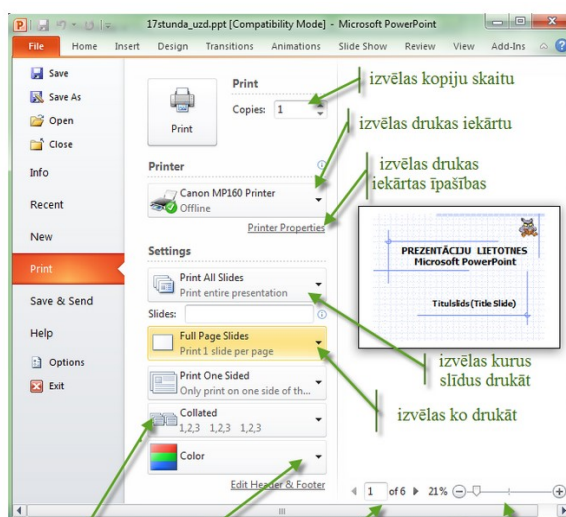 17stunda_uzd.ppt [Compatibility Mode] - Microsoft PowerPoint
File Home Insert Design Transitions Animations Slide Show Review View Add-Ins
Save
Save As
Open
Close
Info
Recent
New
Print
Save & Send
Help
Options
Exit
Print
Print
Copies: 1
izvēlas kopiju skaitu
izvēlas drukas iekārtu
Printer
Canon MP160 Printer
Offline
Printer Properties
izvēlas drukas
iekārtas īpašības
Settings
Print All Slides
Print entire presentation
Slides:
Full Page Slides
Print 1 slide per page
Print One Sided
Only print on one side of th...
Collated
1,2,3 1,2,3 1,2,3
Color
Edit Header & Footer
PREZENTĀCIJU LIETOTNES
Microsoft PowerPoint
Titulslīds (Title Slide)
izvēlas kurus
slīdus drukāt
izvēlas ko drukāt
1 of 6 21%